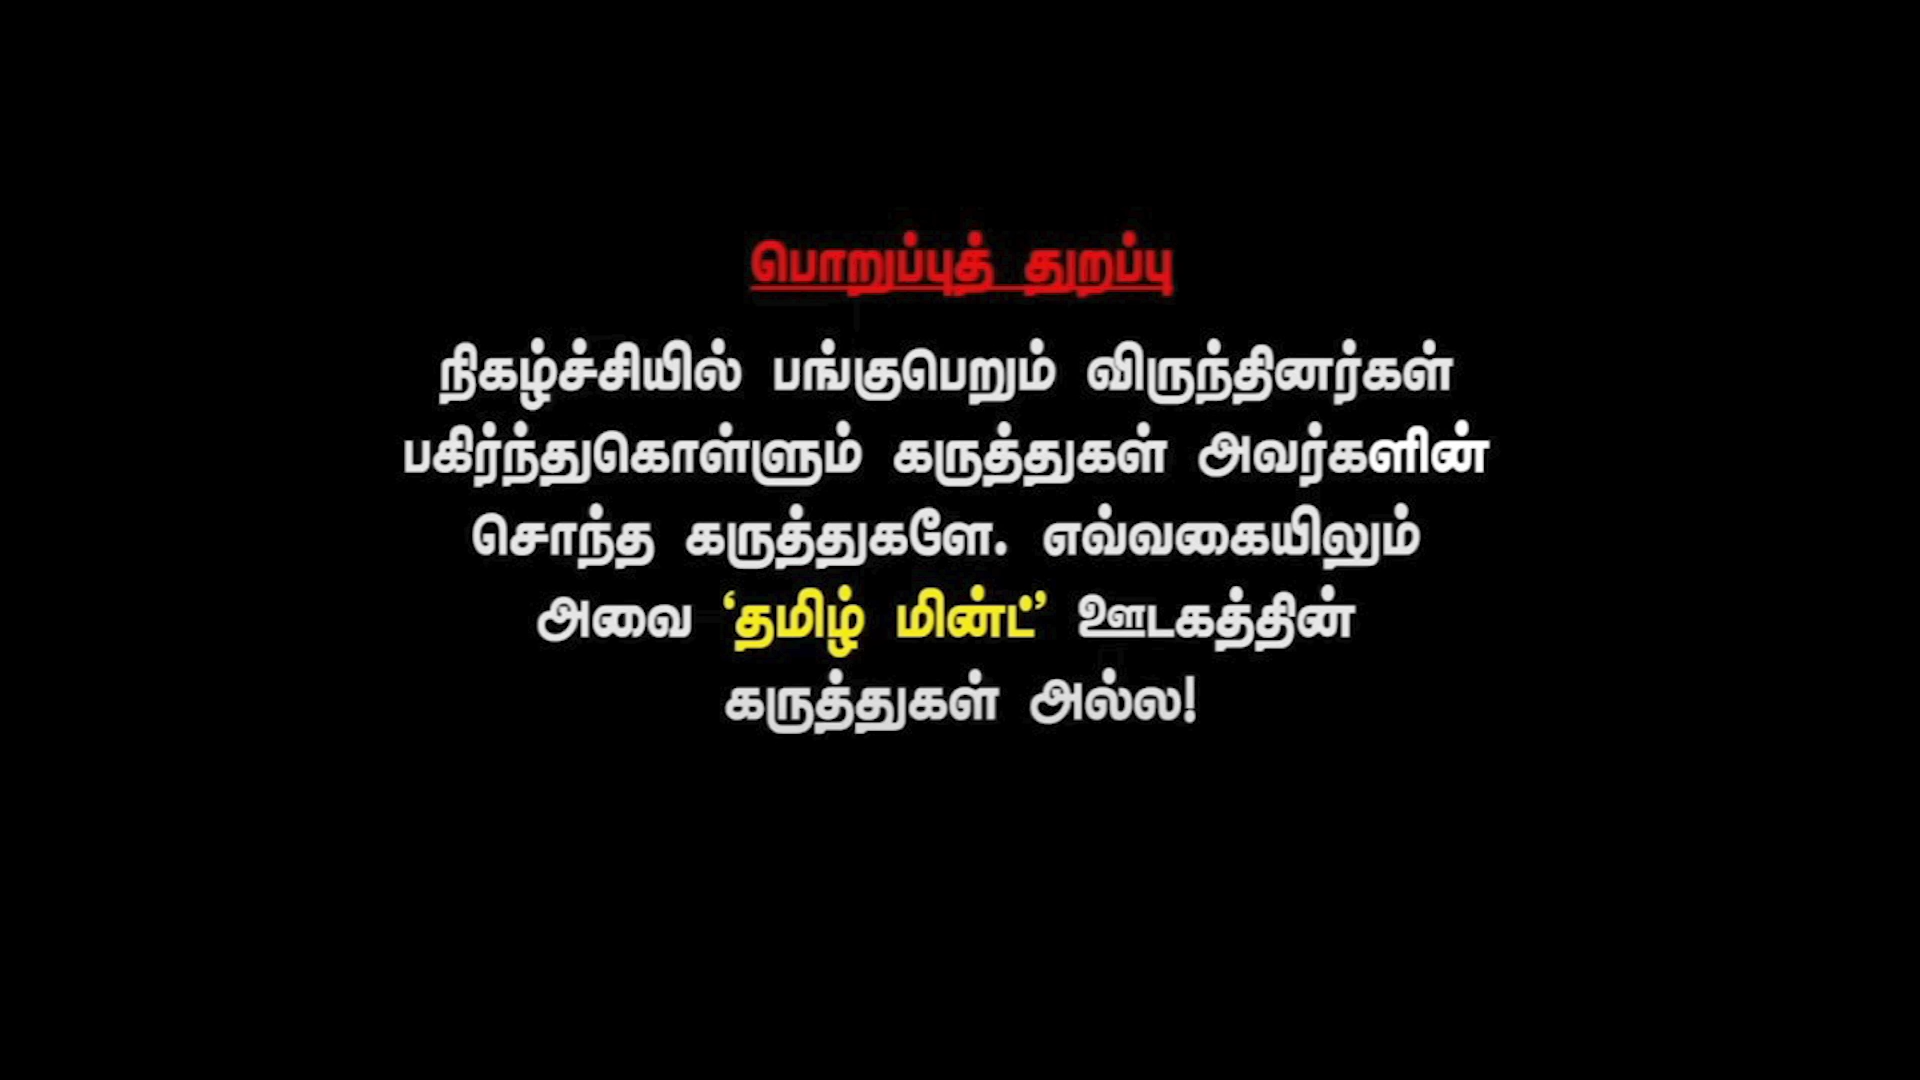 பொறுப்புத் துறப்பு
நிகழ்ச்சியில் பங்குபெறும் விருந்தினர்கள்
பகிர்ந்துகொள்ளும் கருத்துகள் அவர்களின்
சொந்த கருத்துகளே. எவ்வகையிலும்
அவை ‘தமிழ் மின்ட்’ ஊடகத்தின்
கருத்துகள் அல்ல!